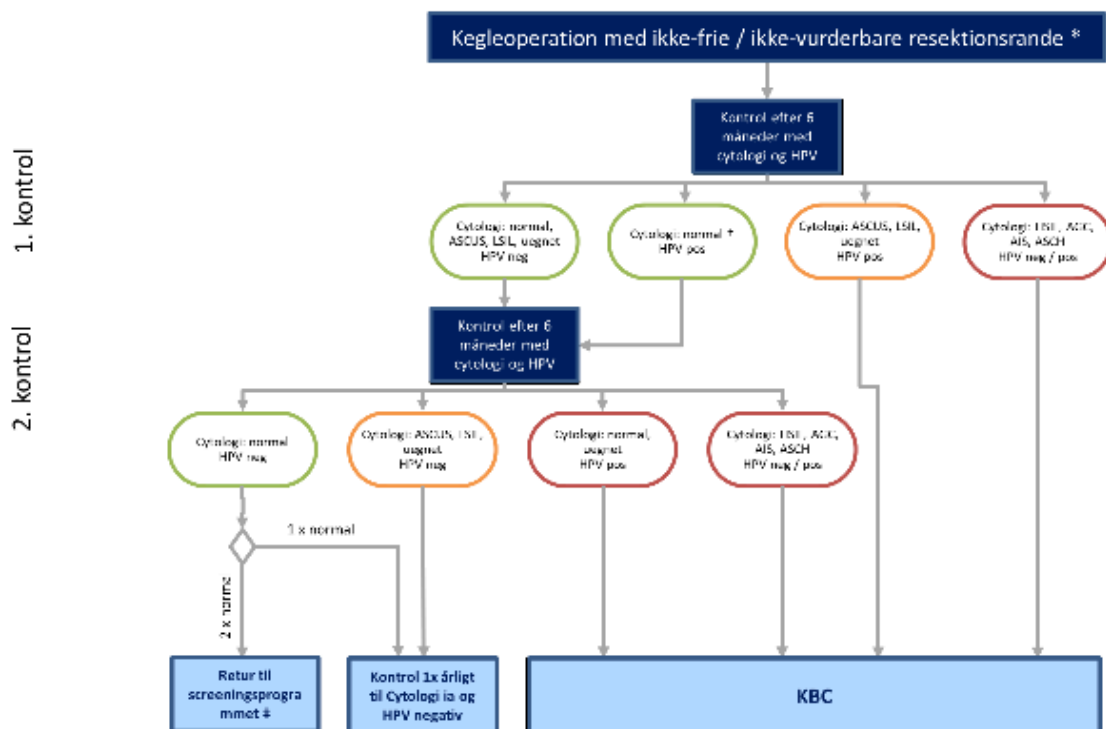 Kegleoperation med ikke-frie / ikke-vurderbare resektionsrande *
Kontrol efter 6
måneder med
cytologi og HPV
1. kontrol
Cytologi: normal,
ASCUS, LSIL, uegnet
HPV neg
Cytologi: normal †
HPV pos
Cytologi: ASCUS, LSIL,
uegnet
HPV pos
Cytologi: HSIL, AGC,
AIS, ASCH
HPV neg / pos
2. kontrol
Kontrol efter 6
måneder med
cytologi og HPV
Cytologi: normal
HPV neg
Cytologi: ASCUS, LSIL,
uegnet
HPV neg
Cytologi: normal,
uegnet
HPV pos
Cytologi: HSIL, AGC,
AIS, ASCH
HPV neg / pos
1 x normal
2 x norma
Retur til
screeningsprogra
mmet ‡
Kontrol 1x årligt
til Cytologi ia og
HPV negativ
KBC